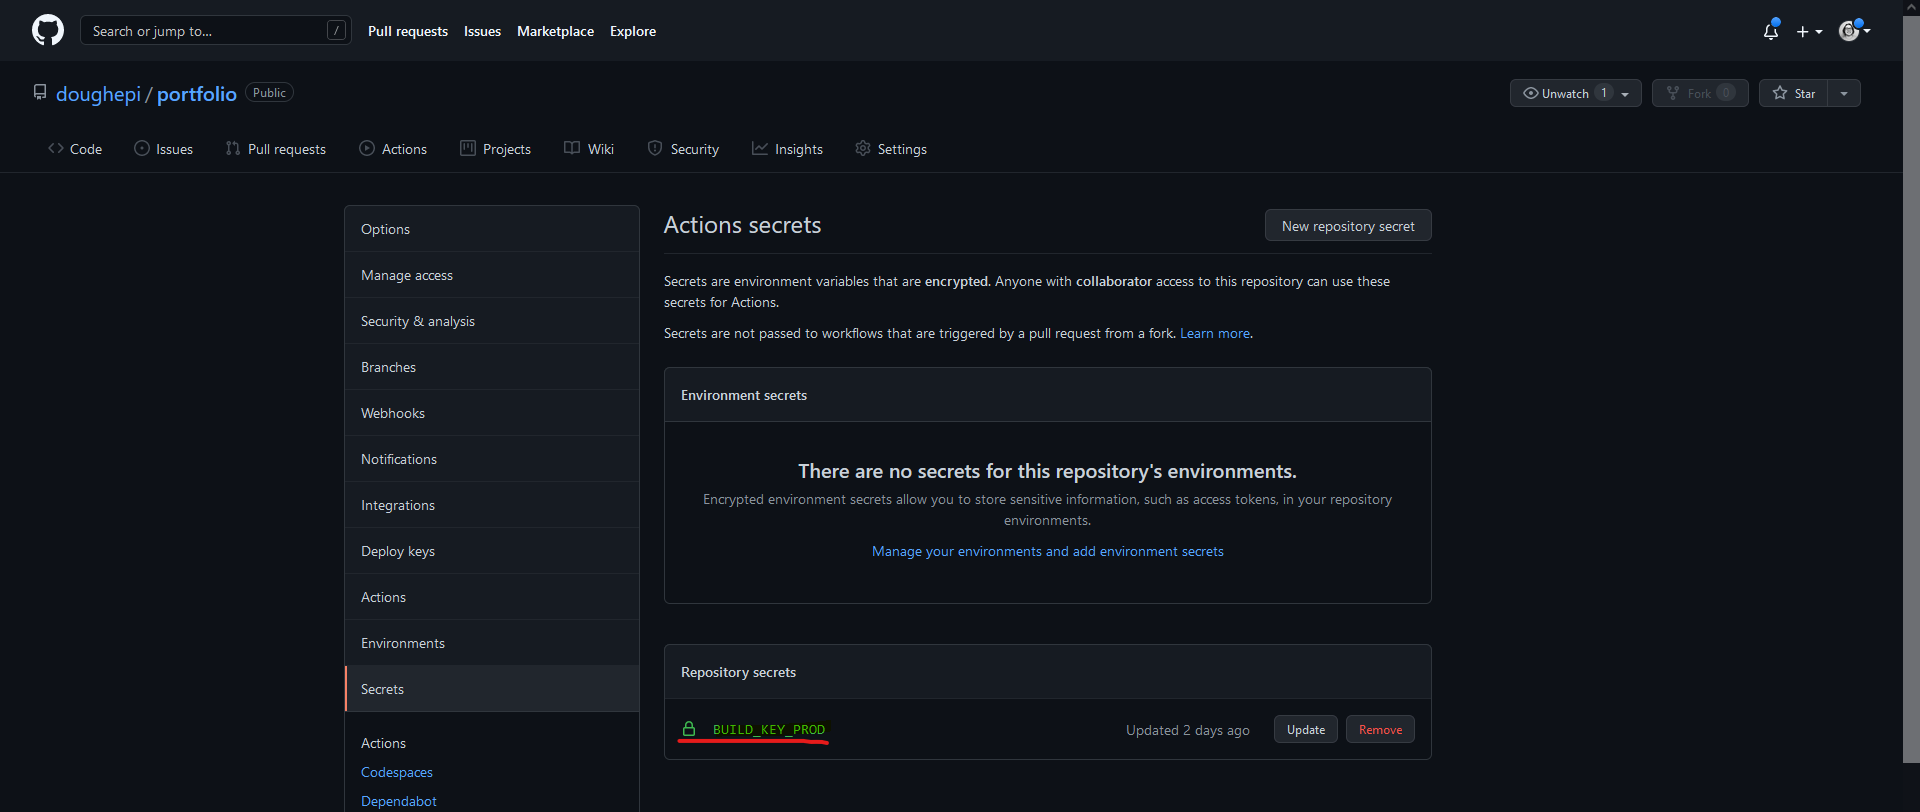 Search or jump to... /
Pull requests
Issues
Marketplace
Explore
doughepi / portfolio Public
Unwatch 1
Fork 0
Star
Code
Issues
Pull requests
Actions
Projects
Wiki
Security
Insights
Settings
Options
Manage access
Security & analysis
Branches
Webhooks
Notifications
Integrations
Deploy keys
Actions
Environments
Secrets
Actions
Codespaces
Dependabot
Actions secrets
New repository secret
Secrets are environment variables that are encrypted. Anyone with collaborator access to this repository can use these
secrets for Actions.
Secrets are not passed to workflows that are triggered by a pull request from a fork. Learn more.
Environment secrets
There are no secrets for this repository's environments.
Encrypted environment secrets allow you to store sensitive information, such as access tokens, in your repository
environments.
Manage your environments and add environment secrets
Repository secrets
BUILD_KEY_PROD
Updated 2 days ago
Update
Remove